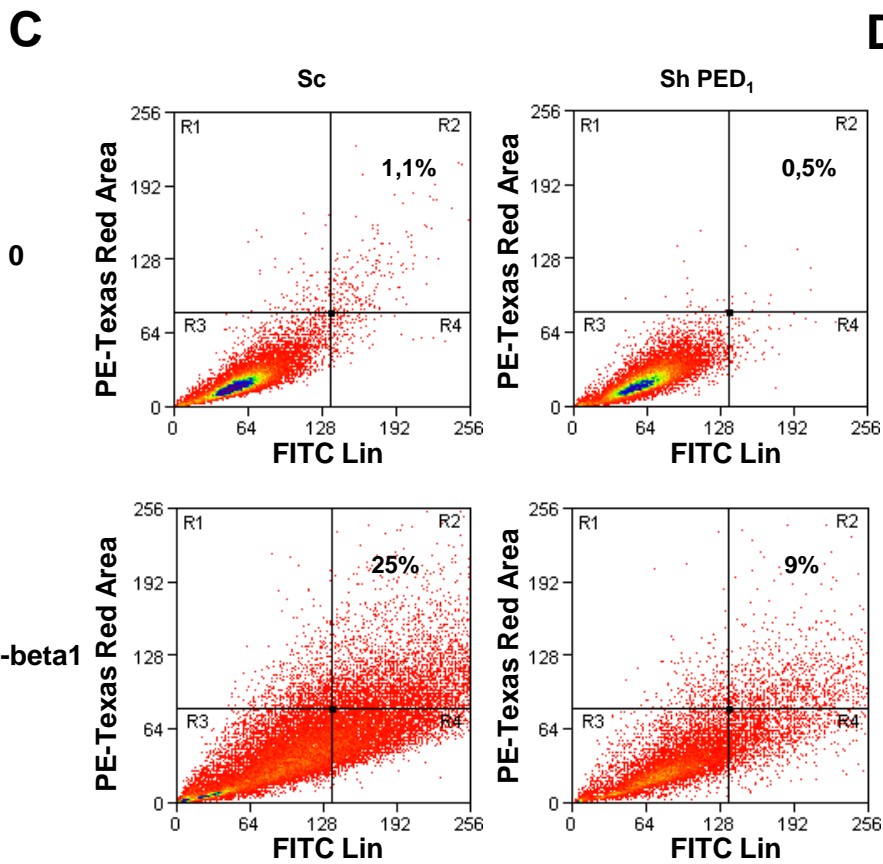 C
D
Sc
Sh PED1
0
PE-Texas Red Area
256
192
128
64
0
R1
R2
1,1%
R3
R4
0
64
128
192
256
FITC Lin
PE-Texas Red Area
256
192
128
64
0
R1
R2
0,5%
R3
R4
0
64
128
192
256
FITC Lin
-beta1
PE-Texas Red Area
256
192
128
64
0
R1
R2
25%
R3
R4
0
64
128
192
256
FITC Lin
PE-Texas Red Area
256
192
128
64
0
R1
R2
9%
R3
R4
0
64
128
192
256
FITC Lin